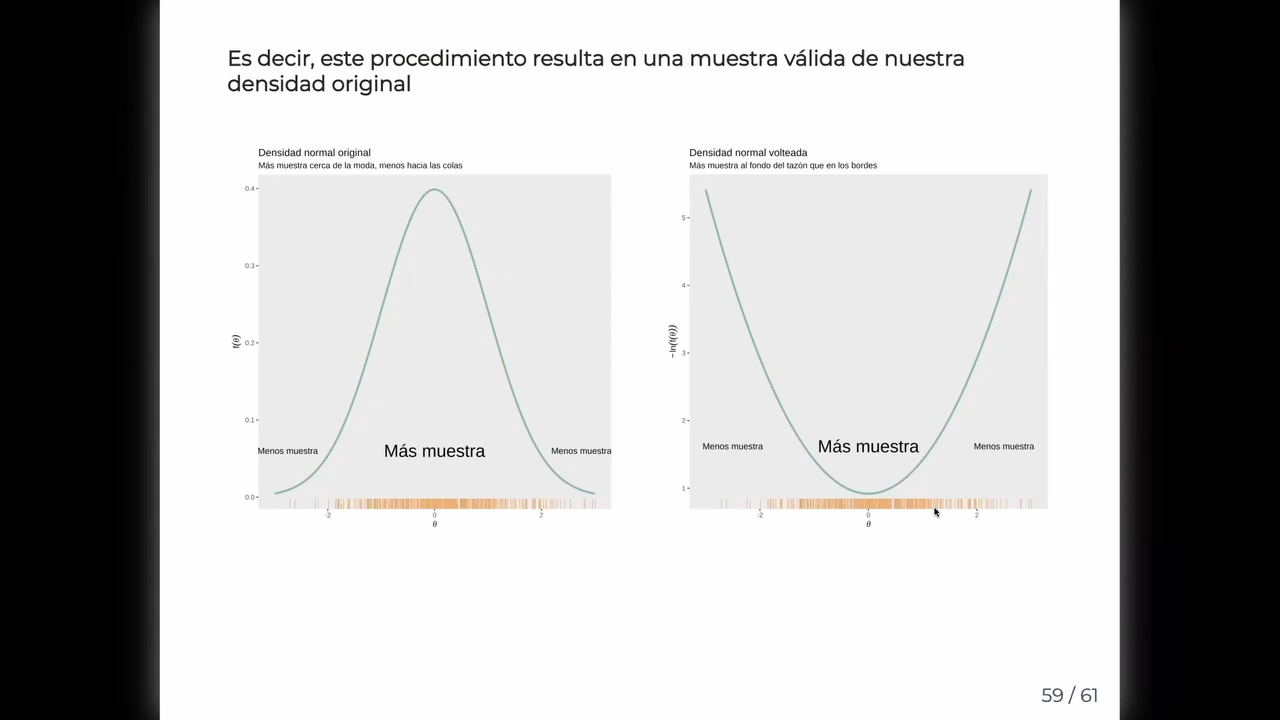 Es decir, este procedimiento resulta en una muestra válida de nuestra
densidad original
Densidad normal original
Más muestra cerca de la moda, menos hacia las colas
0.4
0.3
0.2
0.1
0.0
f(θ)
Menos muestra
Más muestra
Menos muestra
-2
0
2
θ
Densidad normal volteada
Más muestra al fondo del tazón que en los bordes
5
4
3
2
1
−ln(f(θ))
Menos muestra
Más muestra
Menos muestra
-2
0
2
θ
59 / 61